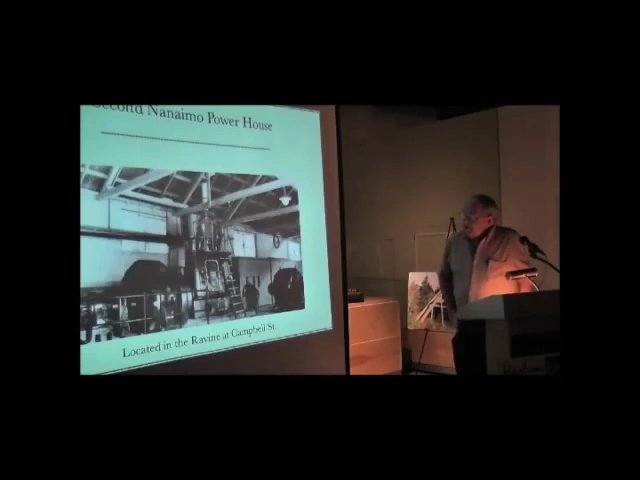 Second Nanaimo Power House
Located in the Ravine at Campbell St.